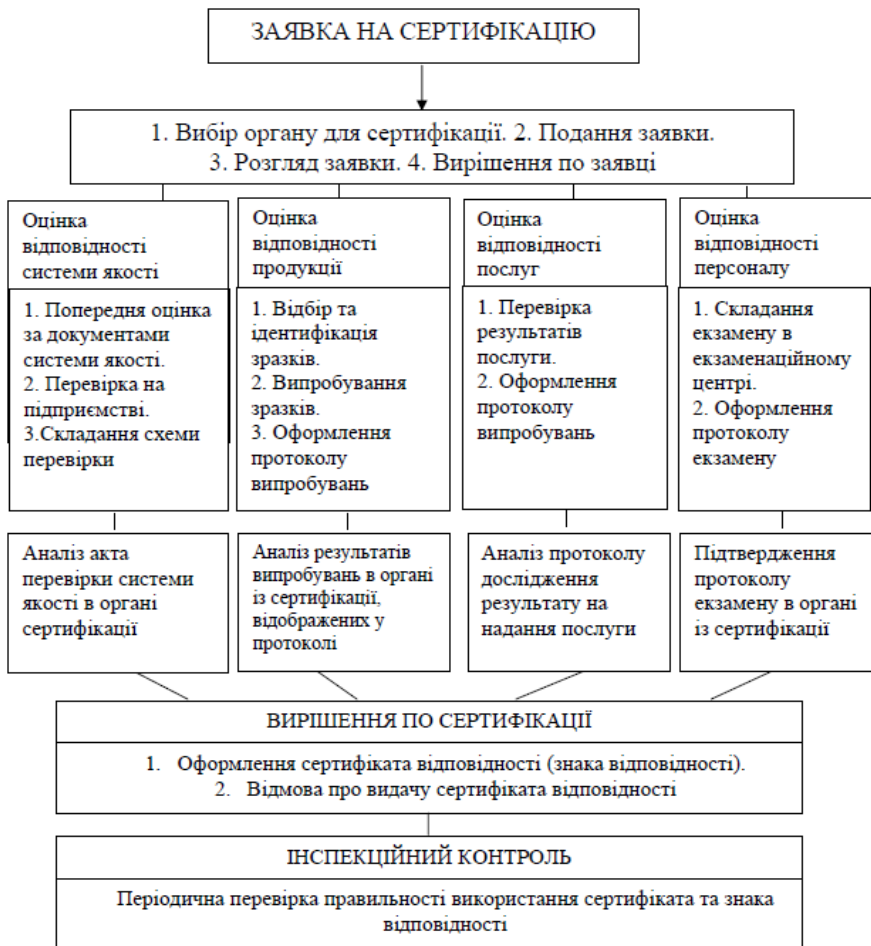 ЗАЯВКА НА СЕРТИФІКАЦІЮ
1. Вибір органу для сертифікації. 2. Подання заявки.
3. Розгляд заявки. 4. Вирішення по заявці
Оцінка
відповідності
системи якості
1. Попередня оцінка
за документами
системи якості.
2. Перевірка на
підприємстві.
3.Складання схеми
перевірки
Аналіз акта
перевірки системи
якості в органі
сертифікації
Оцінка
відповідності
продукції
1. Відбір та
ідентифікація
зразків.
2. Випробування
зразків.
3. Оформлення
протоколу
випробувань
Аналіз результатів
випробувань в органі
із сертифікації,
відображених у
протоколі
Оцінка
відповідності
послуг
1. Перевірка
результатів
послуги.
2. Оформлення
протоколу
випробувань
Аналіз протоколу
дослідження
результату на
надання послуги
Оцінка
відповідності
персоналу
1. Складання
екзамену в
екзаменаційному
центрі.
2. Оформлення
протоколу
екзамену
Підтвердження
протоколу
екзамену в органі
із сертифікації
ВИРІШЕННЯ ПО СЕРТИФІКАЦІЇ
1. Оформлення сертифіката відповідності (знака відповідності).
2. Відмова про видачу сертифіката відповідності
ІНСПЕКЦІЙНИЙ КОНТРОЛЬ
Періодична перевірка правильності використання сертифіката та знака
відповідності